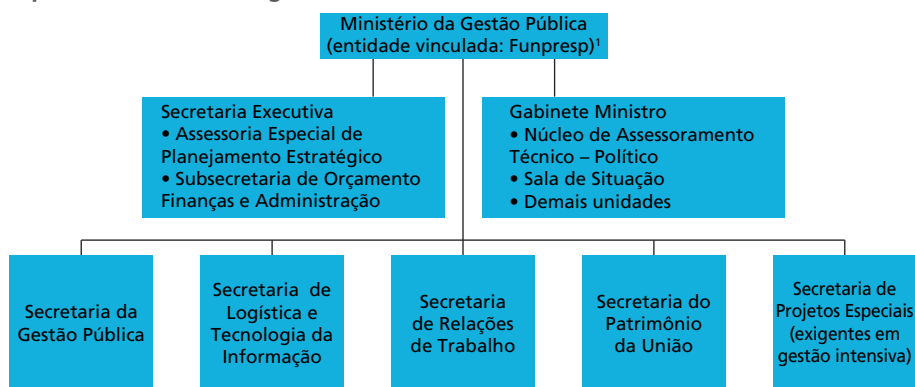 Ministério da Gestão Pública
(entidade vinculada: Funpresp)¹
Secretaria Executiva
• Assessoria Especial de
Planejamento Estratégico
• Subsecretaria de Orçamento
Finanças e Administração
Gabinete Ministro
• Núcleo de Assessoramento
Técnico – Político
• Sala de Situação
• Demais unidades
Secretaria da
Gestão Pública
Secretaria de
Logística e
Tecnologia da
Informação
Secretaria
de Relações
de Trabalho
Secretaria do
Patrimônio
da União
Secretaria de
Projetos Especiais
(exigentes em
gestão intensiva)